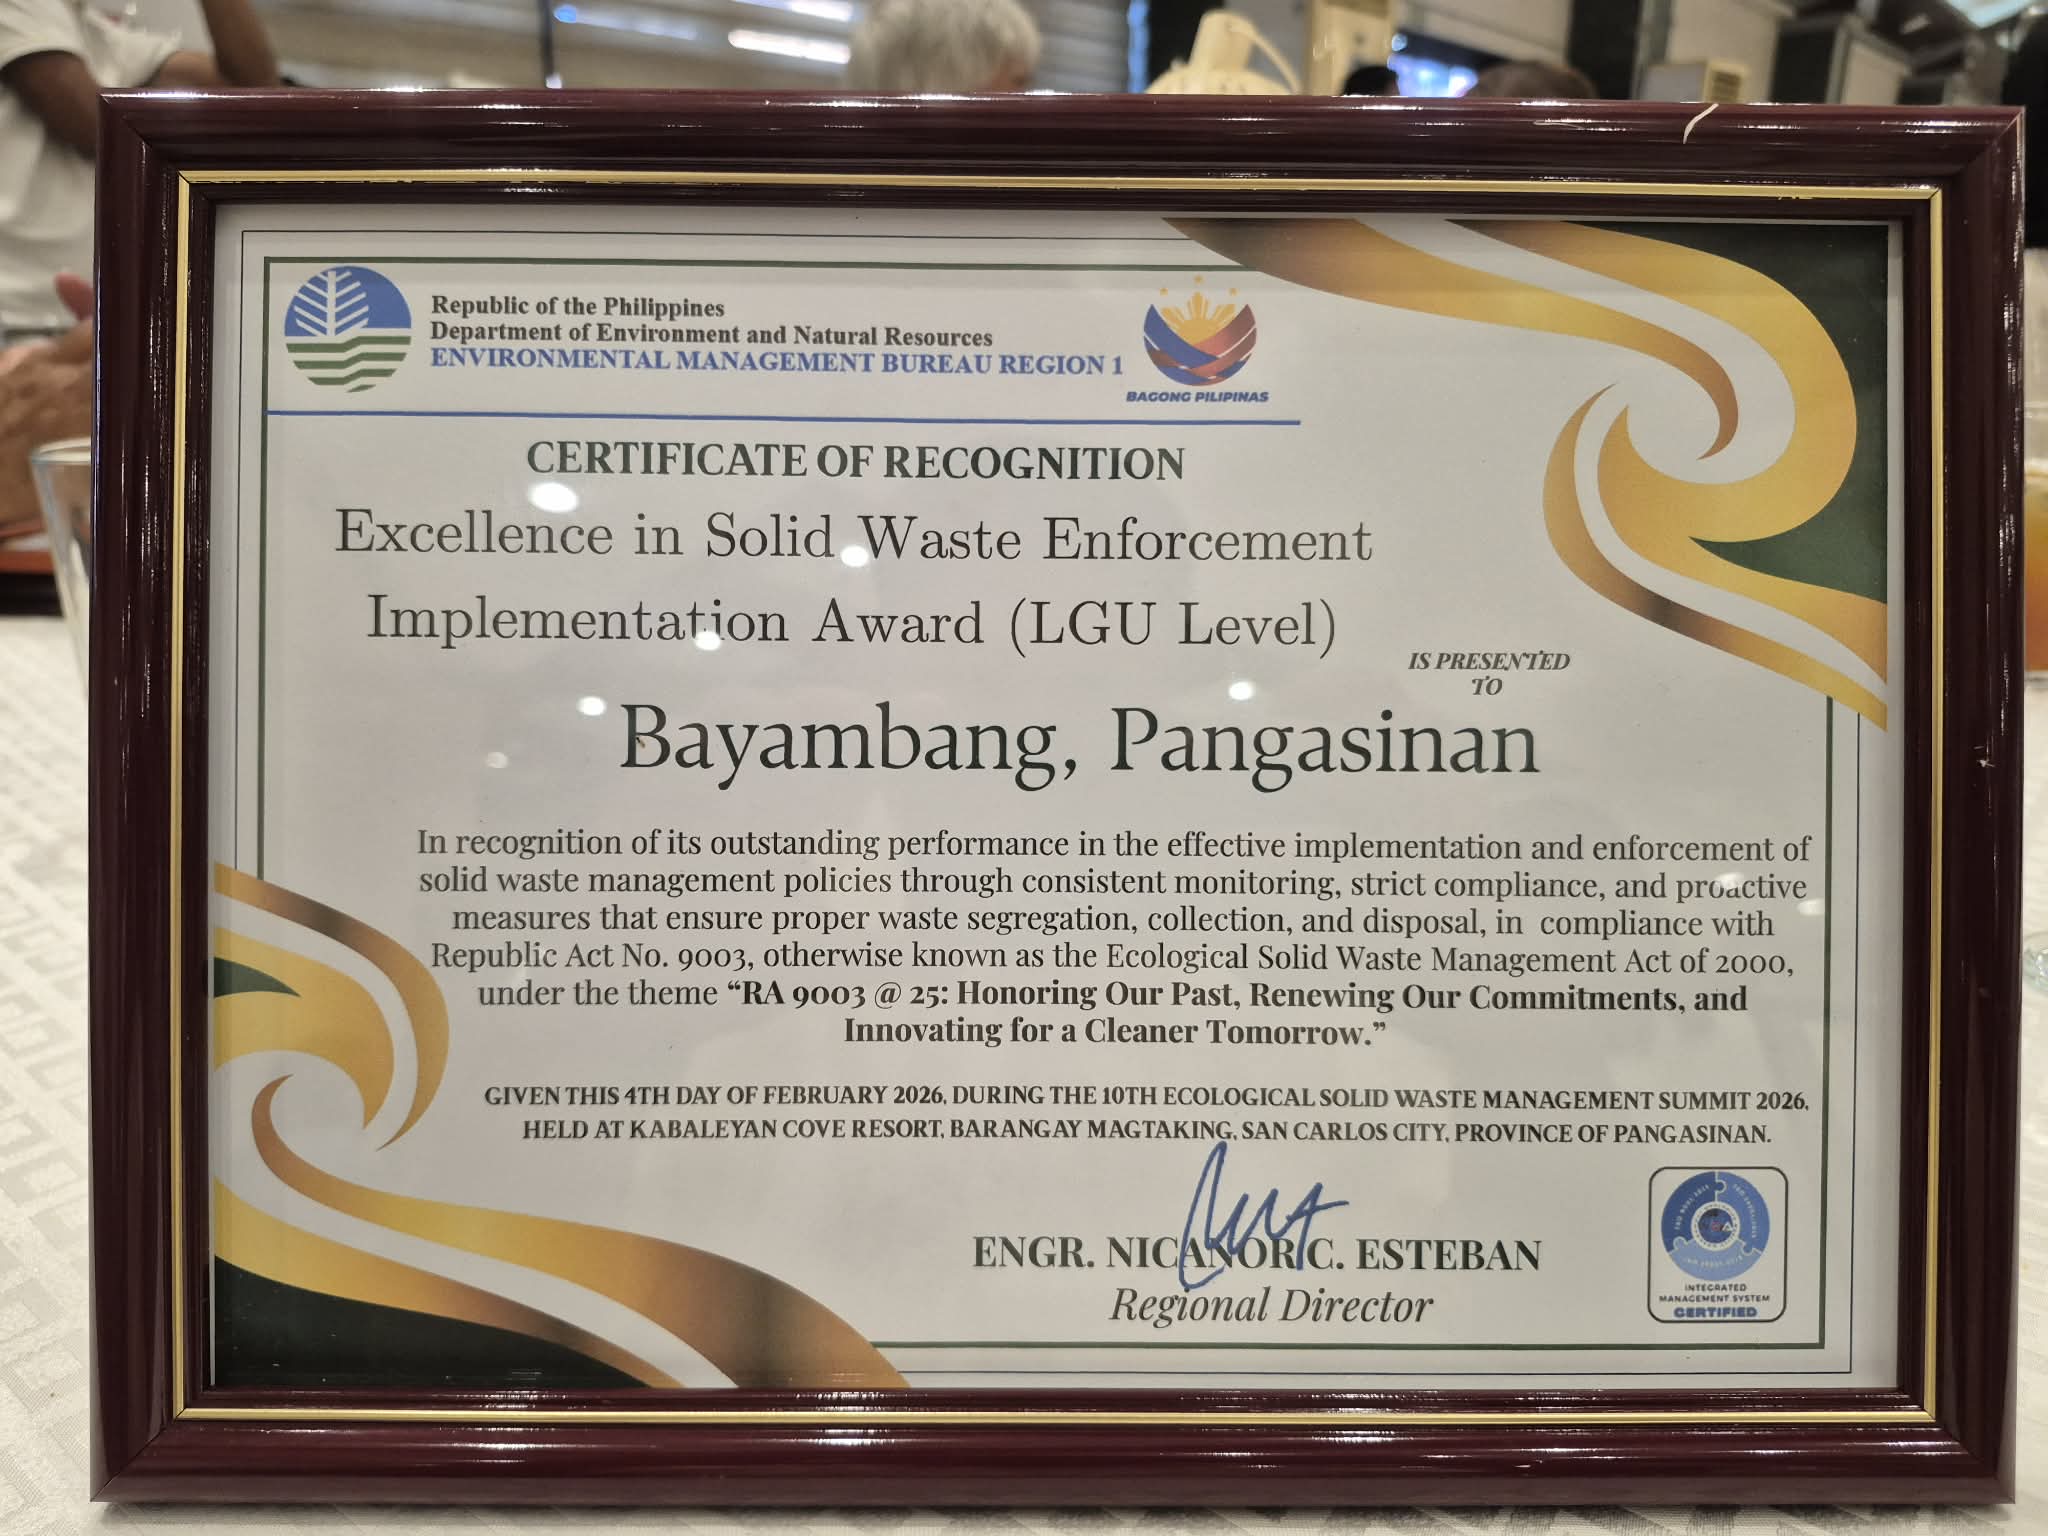 Republic of the Philippines
Department of Environment and Natural Resources
ENVIRONMENTAL MANAGEMENT BUREAU REGION 1
BAGONG PILIPINAS
CERTIFICATE OF RECOGNITION
Excellence in Solid Waste Enforcement
Implementation Award (LGU Level)
IS PRESENTED
TO
Bayambang, Pangasinan
In recognition of its outstanding performance in the effective implementation and enforcement of
solid waste management policies through consistent monitoring, strict compliance, and proactive
measures that ensure proper waste segregation, collection, and disposal, in compliance with
Republic Act No. 9003, otherwise known as the Ecological Solid Waste Management Act of 2000,
under the theme “RA 9003 @ 25: Honoring Our Past, Renewing Our Commitments, and
Innovating for a Cleaner Tomorrow.”
GIVEN THIS 4TH DAY OF FEBRUARY 2026, DURING THE 10TH ECOLOGICAL SOLID WASTE MANAGEMENT SUMMIT 2026,
HELD AT KABALEYAN COVE RESORT, BARANGAY MAGTAKING, SAN CARLOS CITY, PROVINCE OF PANGASINAN.
ENGR. NICANOR C. ESTEBAN
Regional Director
INTEGRATED
MANAGEMENT SYSTEM
CERTIFIED